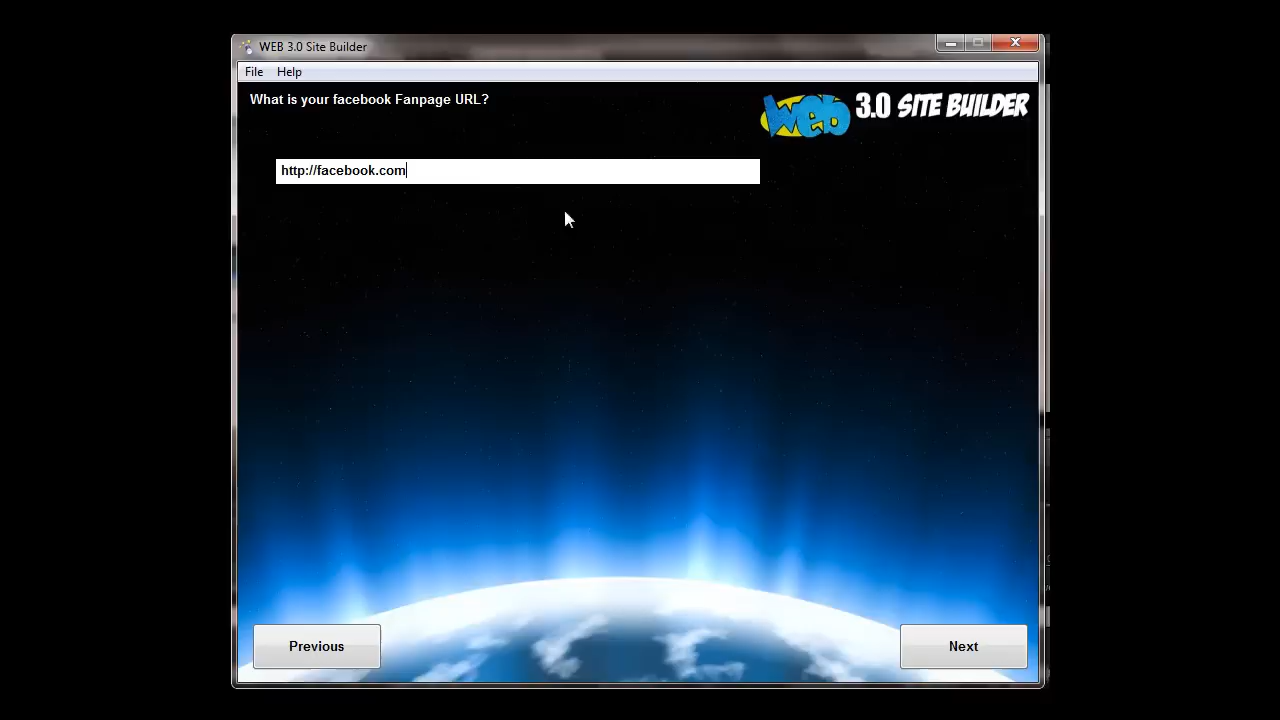 WEB 3.0 Site Builder
File Help
What is your facebook Fanpage URL?
Web 3.0 SITE BUILDER
http://facebook.com
Previous
Next